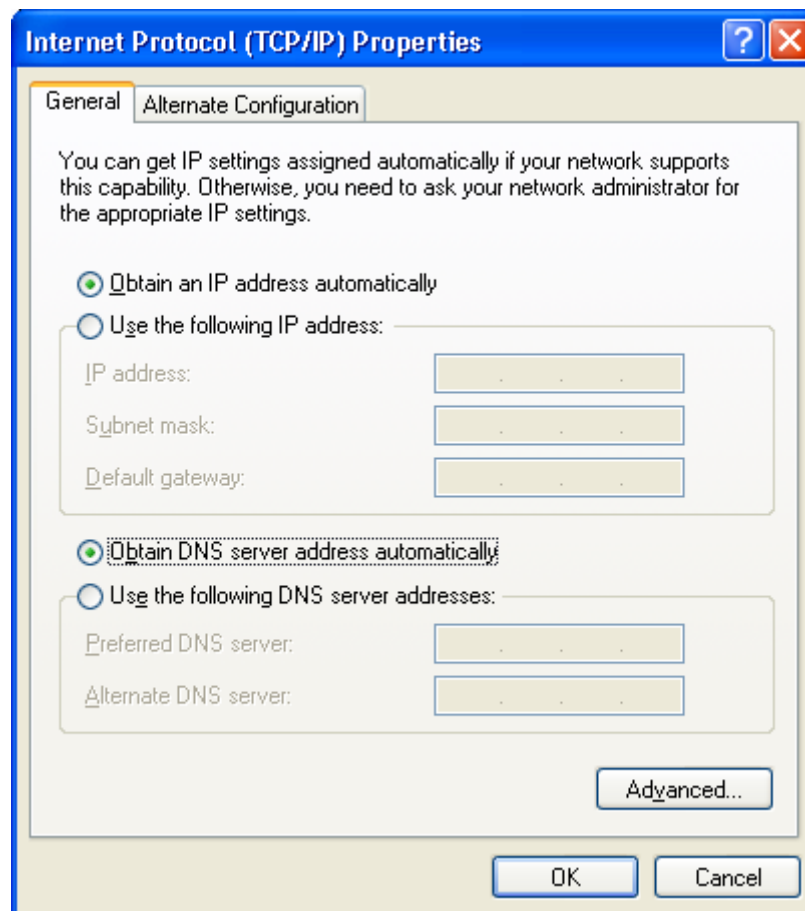 Internet Protocol (TCP/IP) Properties
General
Alternate Configuration
You can get IP settings assigned automatically if your network supports
this capability. Otherwise, you need to ask your network administrator for
the appropriate IP settings.
Obtain an IP address automatically
Use the following IP address:
IP address:
Subnet mask:
Default gateway:
Obtain DNS server address automatically
Use the following DNS server addresses:
Preferred DNS server:
Alternate DNS server:
Advanced...
OK
Cancel